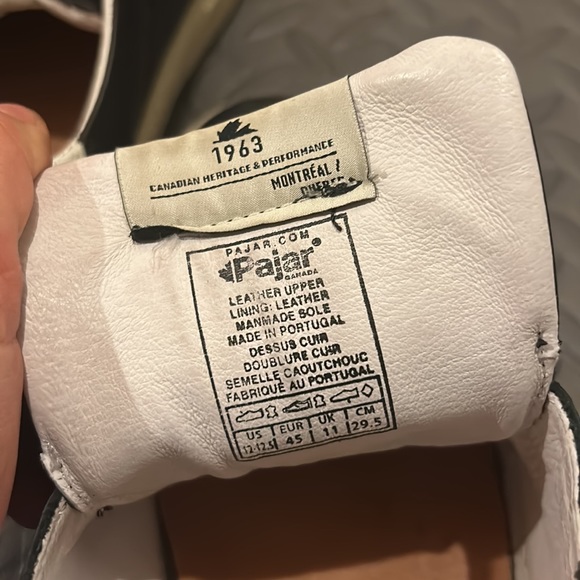 1963
CANADIAN HERITAGE & PERFORMANCE
MONTRÉAL /
PAJAR.COM
Pajar®
CANADA
LEATHER UPPER
LINING: LEATHER
MANMADE SOLE
MADE IN PORTUGAL
DESSUS CUIR
DOUBLURE CUIR
SEMELLE CAOUTCHOUC
FABRIQUÉ AU PORTUGAL
US EUR UK CM
12-12.5 45 11 29.5